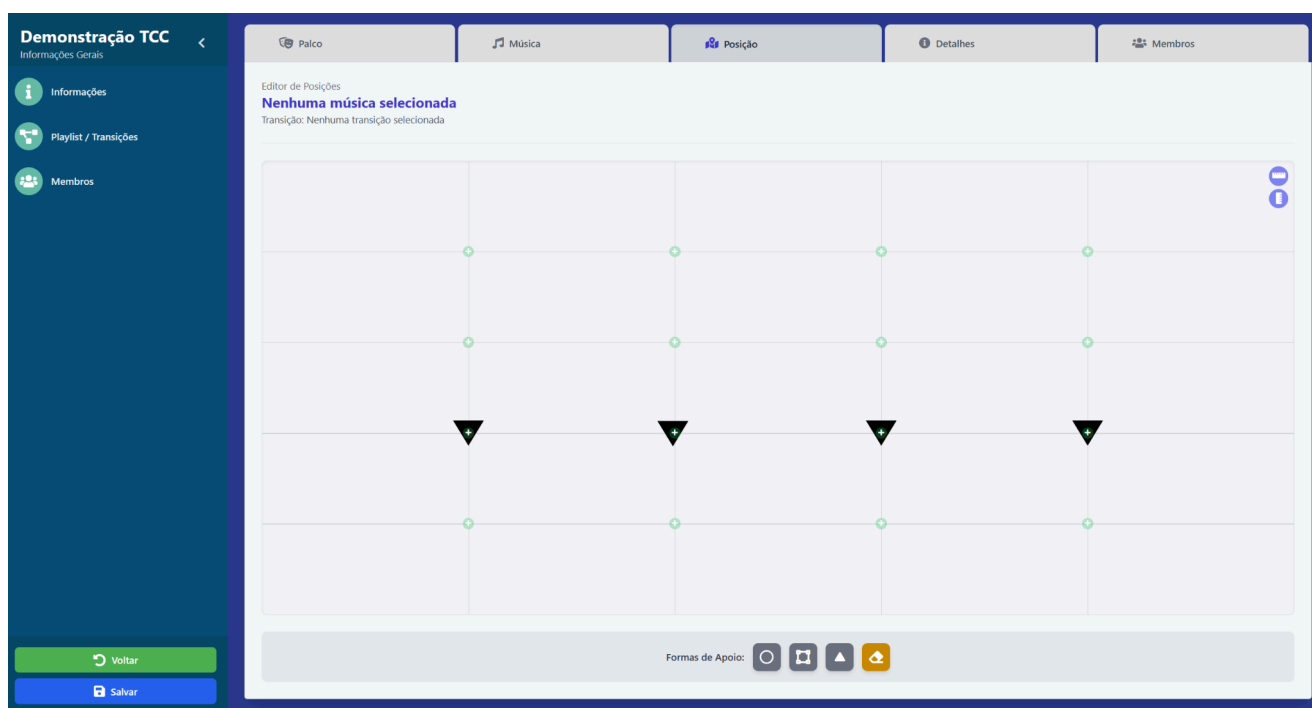 Demonstração TCC
Informações Gerais
Informações
Playlist / Transições
Membros
Voltar
Salvar
Palco
Música
Posição
Detalhes
Membros
Editor de Posições
Nenhuma música selecionada
Transição: Nenhuma transição selecionada
Formas de Apoio: